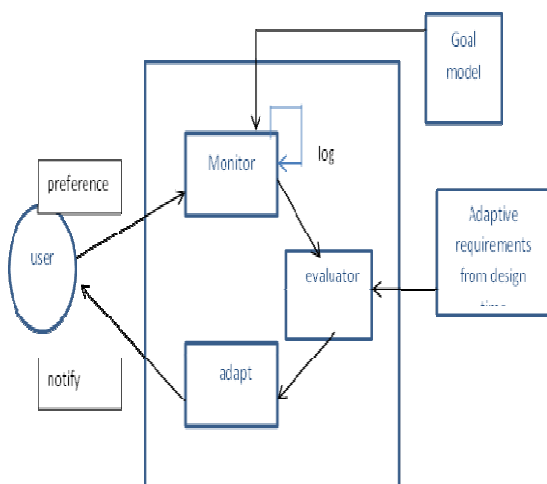 Goal
model
Monitor
log
preference
user
evaluator
Adaptive
requirements
from design
adapt
notify